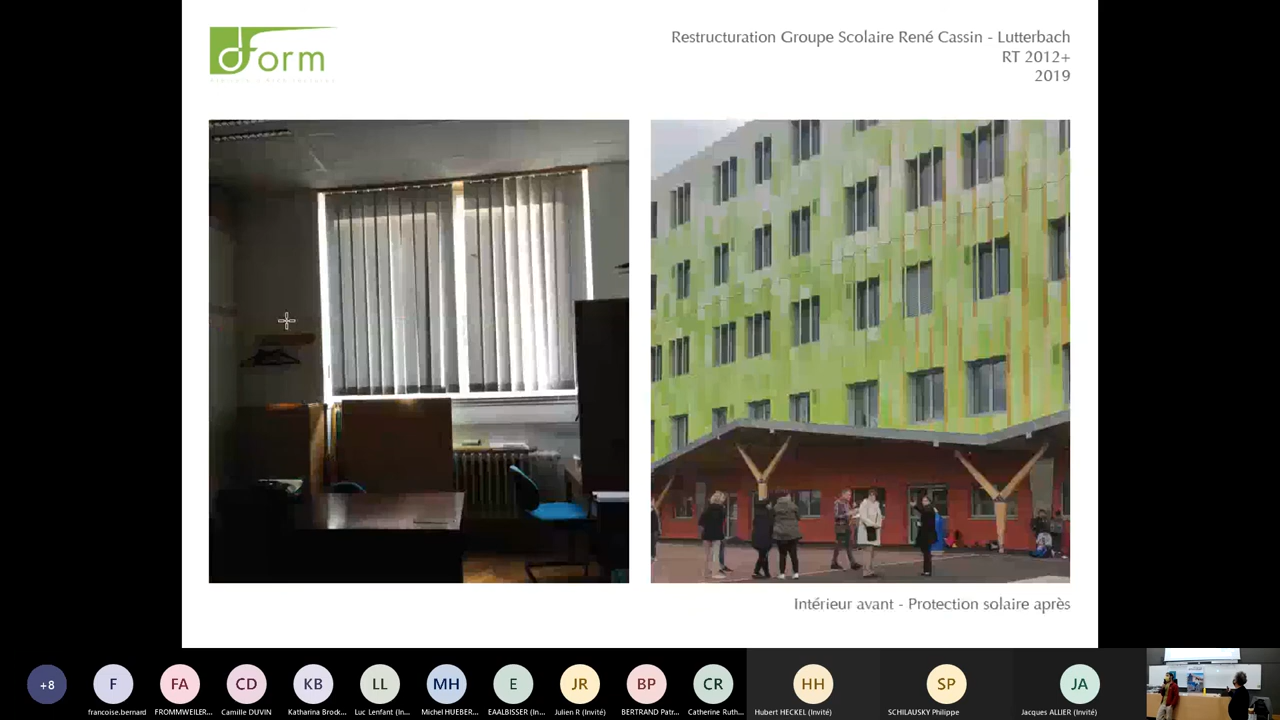 dform
Restructuration Groupe Scolaire René Cassin - Lutterbach
RT 2012+
2019
Intérieur avant - Protection solaire après
+8
F
FA
CD
KB
LL
MH
E
JR
BP
CR
HH
SP
JA
francoise.bernard
FROMMWEILER...
Camille DUVIN
Katharina Brock...
Luc Lenfant (In...
Michel HUEBER...
EAALBISSER (In...
Julien R (Invité)
BERTRAND Patr...
Catherine Ruth...
Hubert HECKEL (Invité)
SCHILAUSKY Philippe
Jacques ALLIER (Invité)